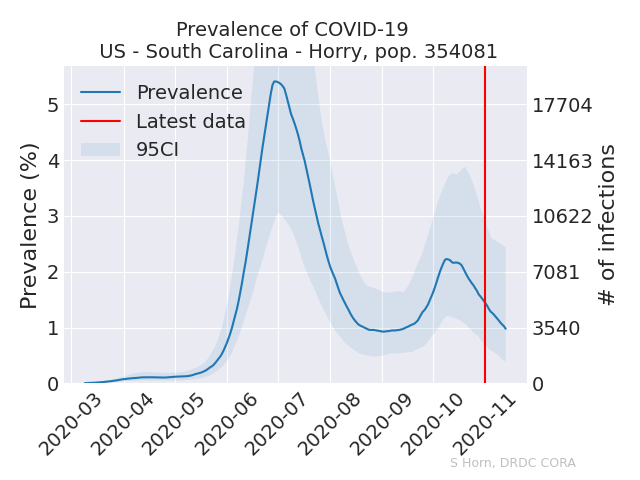 Prevalence of COVID-19
US - South Carolina - Horry, pop. 354081
Prevalence
Latest data
95CI
Prevalence (%)
5
4
3
2
1
0
17704
14163
10622
7081
3540
0
# of infections
2020-03
2020-04
2020-05
2020-06
2020-07
2020-08
2020-09
2020-10
2020-11
S Horn, DRDC CORA